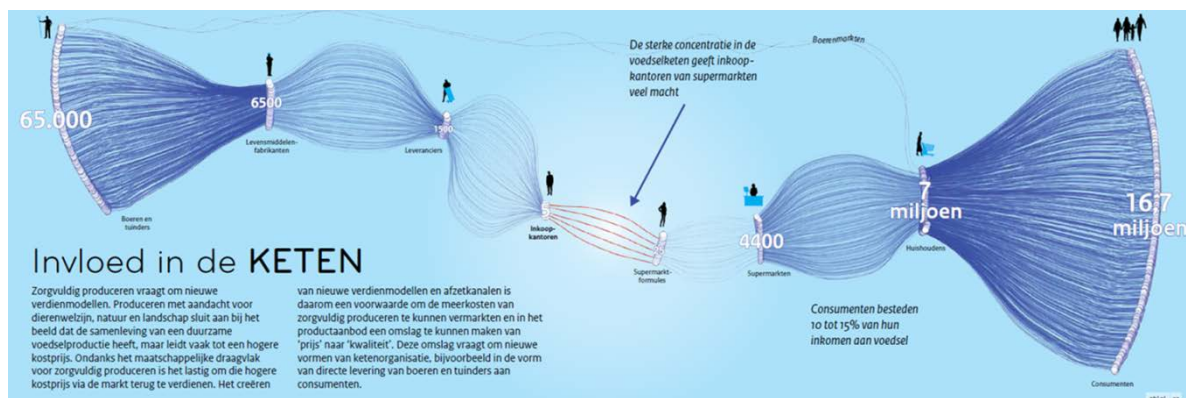 65.000
Boeren en
tuinders
6500
Levensmiddelen-
fabrikanten
1500
Leveranciers
5
Inkoop-
kantoren
De sterke concentratie in de
voedselketen geeft inkoop-
kantoren van supermarkten
veel macht
Supermarkt-
formules
4400
Supermarkten
Boerenmarkten
7
miljoen
Huishoudens
16,7
miljoen
Consumenten
Consumenten besteden
10 tot 15% van hun
inkomen aan voedsel
Invloed in de KETEN
Zorgvuldig produceren vraagt om nieuwe
verdienmodellen. Produceren met aandacht voor
dierenwelzijn, natuur en landschap sluit aan bij het
beeld dat de samenleving van een duurzame
voedselproductie heeft, maar leidt vaak tot een hogere
kostprijs. Ondanks het maatschappelijke draagvlak
voor zorgvuldig produceren is het lastig om die hogere
kostprijs via de markt terug te verdienen. Het creëren
van nieuwe verdienmodellen en afzetkanalen is
daarom een voorwaarde om de meerkosten van
zorgvuldig produceren te kunnen vermarkten en in het
productaanbod een omslag te kunnen maken van
'prijs' naar 'kwaliteit'. Deze omslag vraagt om nieuwe
vormen van ketenorganisatie, bijvoorbeeld in de vorm
van directe levering van boeren en tuinders aan
consumenten.